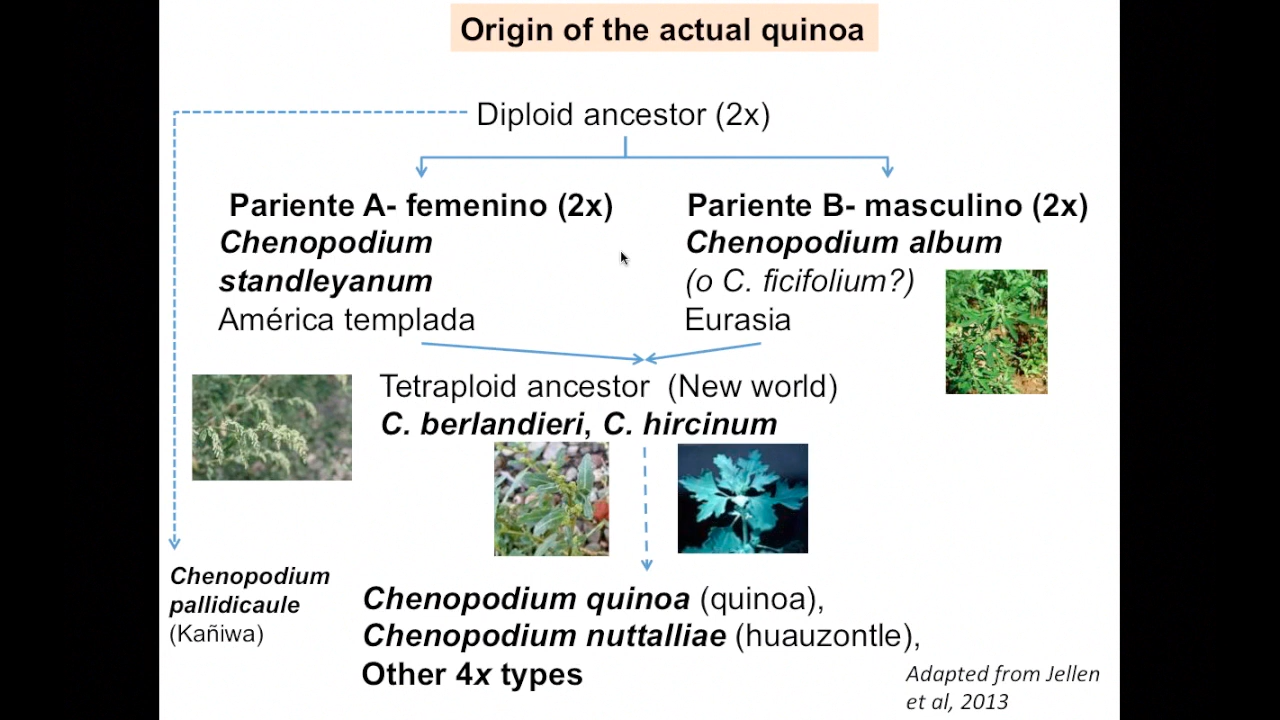 Origin of the actual quinoa
Diploid ancestor (2x)
Pariente A- femenino (2x)
Chenopodium
standleyanum
América templada
Pariente B- masculino (2x)
Chenopodium album
(o C. ficifolium?)
Eurasia
Tetraploid ancestor (New world)
C. berlandieri, C. hircinum
Chenopodium
pallidicaule
(Kañiwa)
Chenopodium quinoa (quinoa),
Chenopodium nuttalliae (huauzontle),
Other 4x types
Adapted from Jellen
et al, 2013